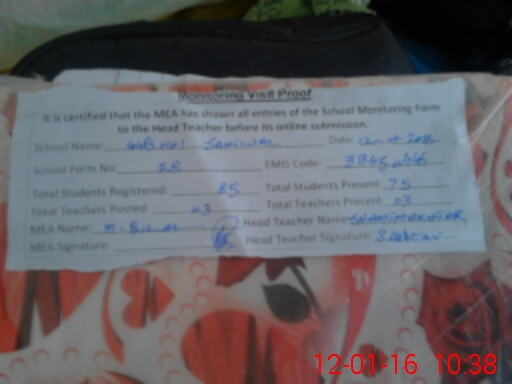 Monitoring Visit Proof
It is certified that the MEA has shown all entries of the School Monitoring Form
to the Head Teacher before its online submission.
School Name: SAHIWAL Date:
School Form No: 28 EMIS Code:
Total Students Registered: 85 Total Students Present: 75
Total Teachers Posted: 03 Total Teachers Present: 03
MEA Name: M. BILAL Head Teacher Name:
MEA Signature: Head Teacher Signature:
12-01-16 10:38